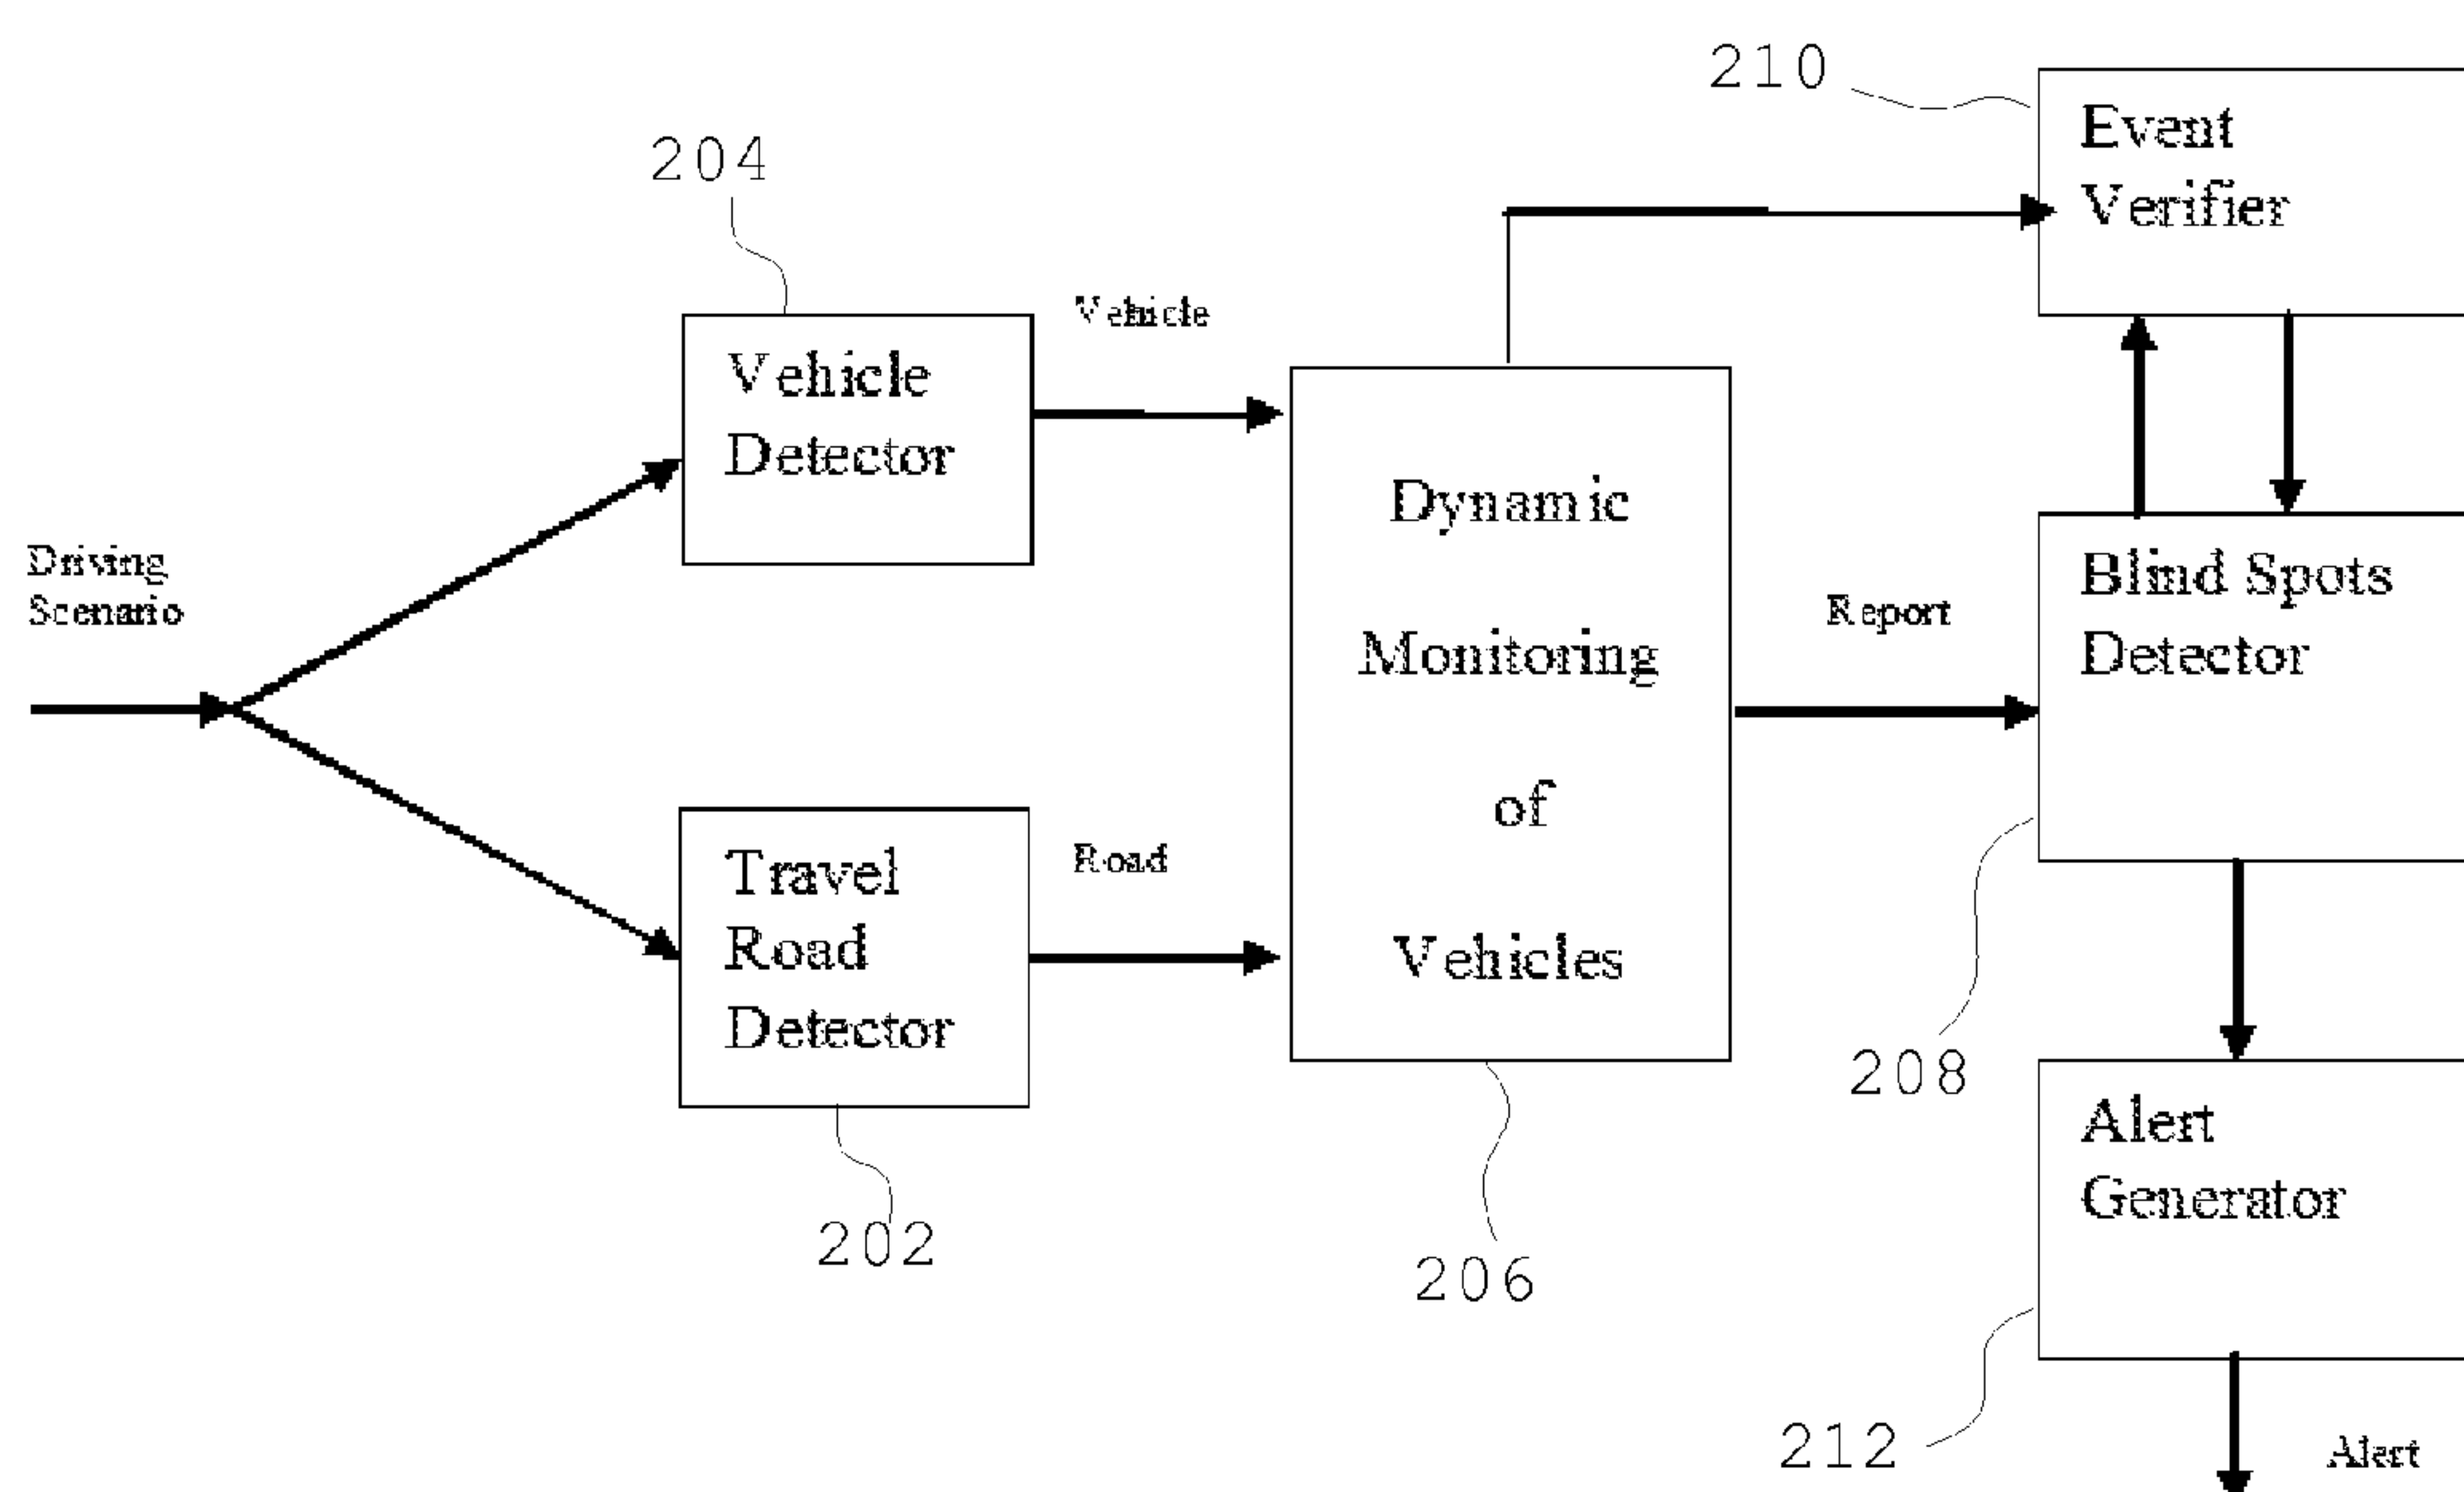 210
Event
Verifier
204
Vehicle
Vehicle
Detector
Driving
Scenario
Dynamic
Monitoring
of
Vehicles
Report
Blind Spots
Detector
Travel
Road
Detector
Road
208
202
206
Alert
Generator
212
Alert